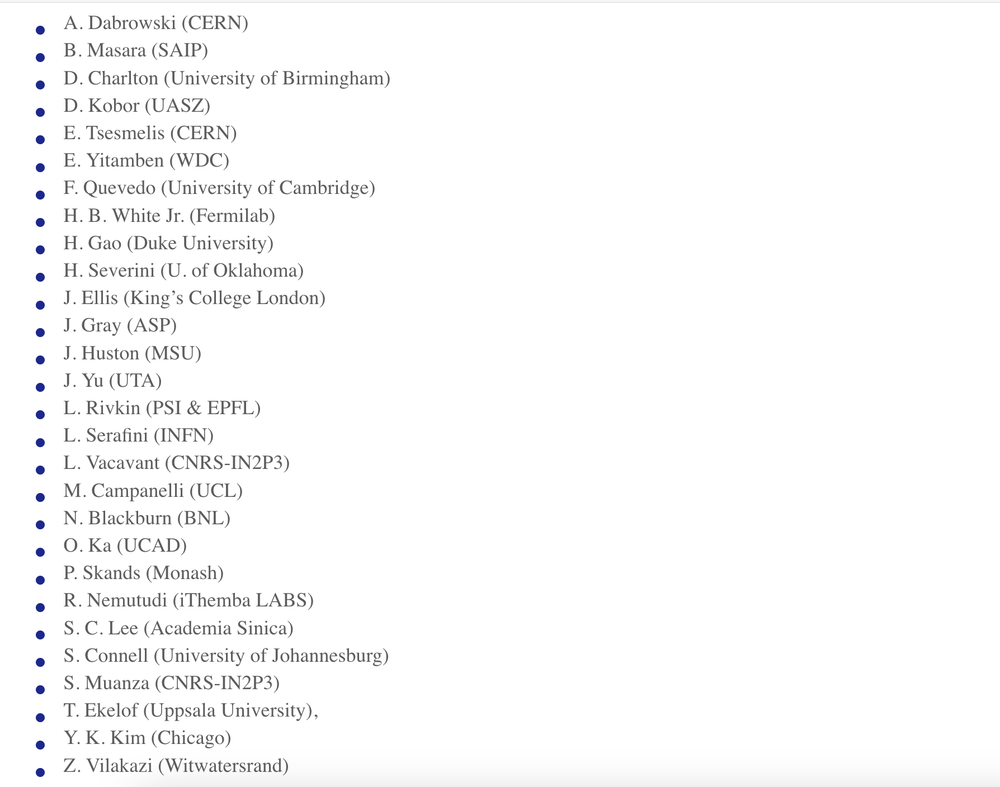 A. Dabrowski (CERN)
B. Masara (SAIP)
D. Charlton (University of Birmingham)
D. Kobor (UASZ)
E. Tsesmelis (CERN)
E. Yitamben (WDC)
F. Quevedo (University of Cambridge)
H. B. White Jr. (Fermilab)
H. Gao (Duke University)
H. Severini (U. of Oklahoma)
J. Ellis (King’s College London)
J. Gray (ASP)
J. Huston (MSU)
J. Yu (UTA)
L. Rivkin (PSI & EPFL)
L. Serafini (INFN)
L. Vacavant (CNRS-IN2P3)
M. Campanelli (UCL)
N. Blackburn (BNL)
O. Ka (UCAD)
P. Skands (Monash)
R. Nemutudi (iThemba LABS)
S. C. Lee (Academia Sinica)
S. Connell (University of Johannesburg)
S. Muanza (CNRS-IN2P3)
T. Ekelof (Uppsala University),
Y. K. Kim (Chicago)
Z. Vilakazi (Witwatersrand)